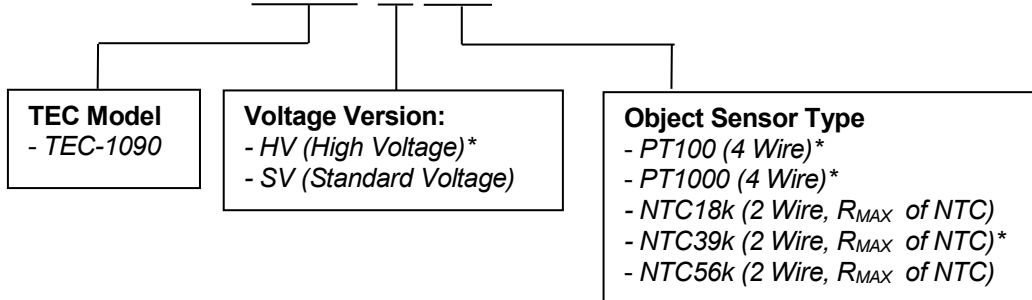 TEC Model
- TEC-1090
Voltage Version:
- HV (High Voltage)*
- SV (Standard Voltage)
Object Sensor Type
- PT100 (4 Wire)*
- PT1000 (4 Wire)*
- NTC18k (2 Wire, RMAX of NTC)
- NTC39k (2 Wire, RMAX of NTC)*
- NTC56k (2 Wire, RMAX of NTC)